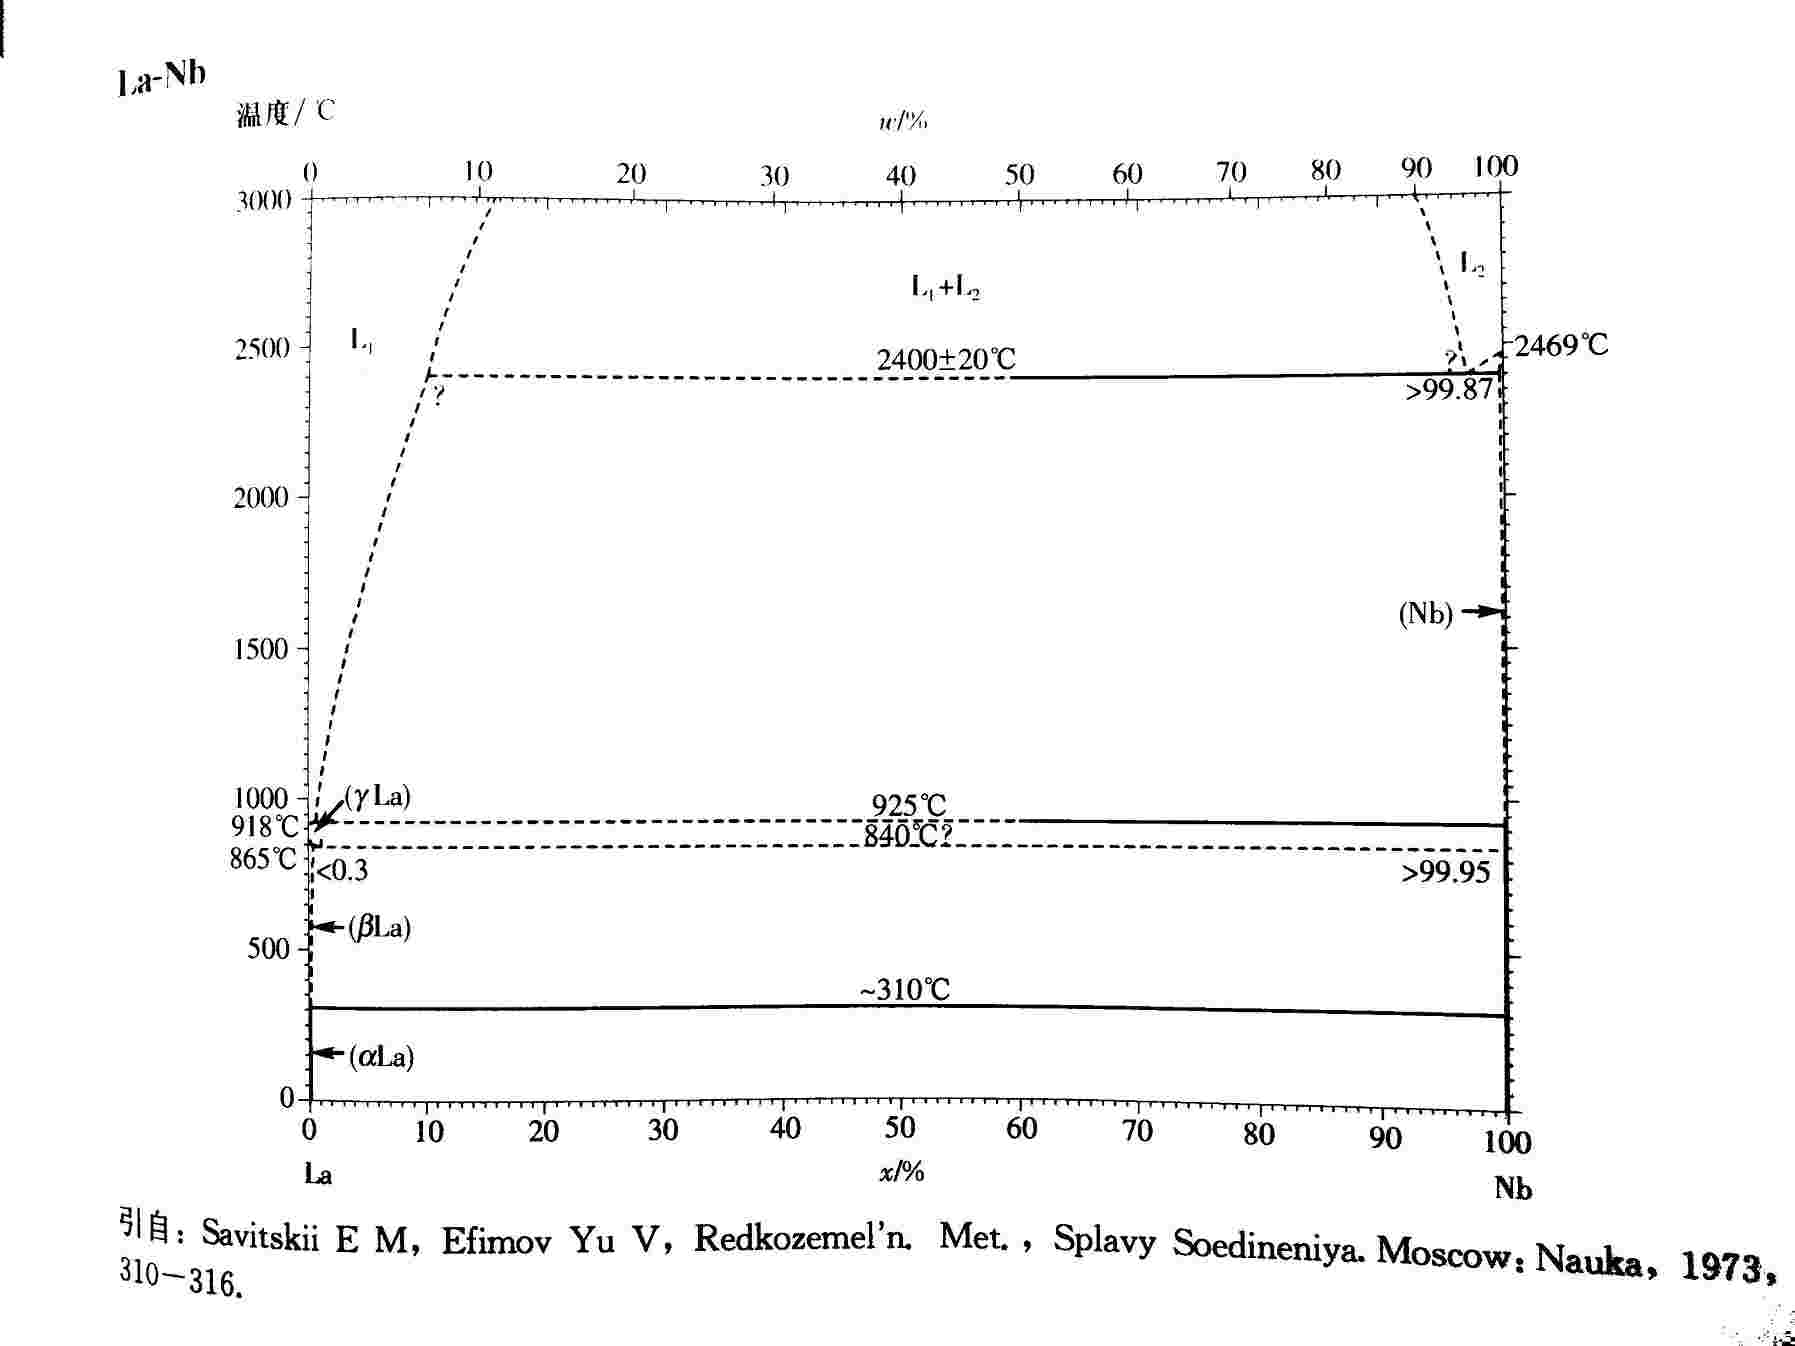 La-Nb
温度/℃
w/%
0 10 20 30 40 50 60 70 80 90 100
3000
L₂
L₁+L₂
L₁
2500
2400±20℃
?
2469℃
?
>99.87
2000
(Nb)
1500
1000
(γLa)
925℃
918℃
840℃?
865℃
<0.3
>99.95
(βLa)
500
~310℃
(αLa)
0
0 10 20 30 40 50 60 70 80 90 100
La
x/%
Nb
引自: Savitskii E M, Efimov Yu V, Redkozemel'n. Met., Splavy Soedineniya. Moscow: Nauka, 1973,
310—316.